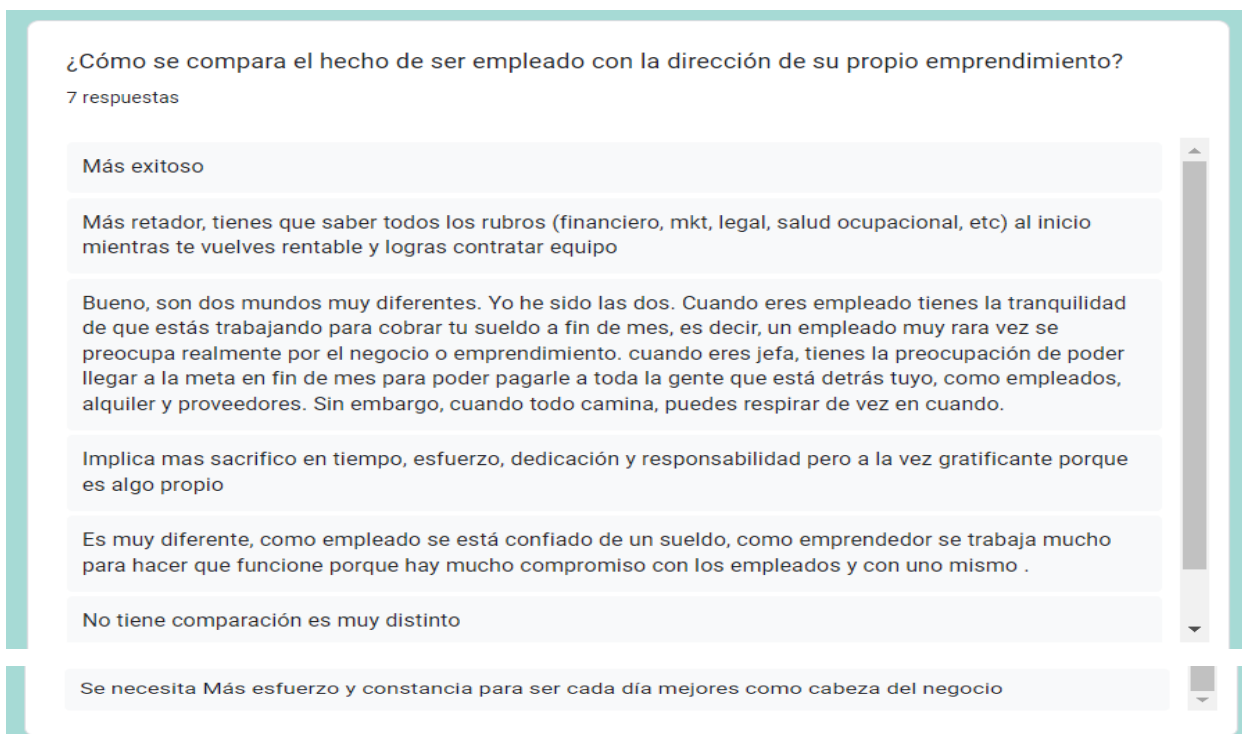 ¿Cómo se compara el hecho de ser empleado con la dirección de su propio emprendimiento?
7 respuestas
Más exitoso
Más retador, tienes que saber todos los rubros (financiero, mkt, legal, salud ocupacional, etc) al inicio
mientras te vuelves rentable y logras contratar equipo
Bueno, son dos mundos muy diferentes. Yo he sido las dos. Cuando eres empleado tienes la tranquilidad
de que estás trabajando para cobrar tu sueldo a fin de mes, es decir, un empleado muy rara vez se
preocupa realmente por el negocio o emprendimiento. cuando eres jefa, tienes la preocupación de poder
llegar a la meta en fin de mes para poder pagarle a toda la gente que está detrás tuyo, como empleados,
alquiler y proveedores. Sin embargo, cuando todo camina, puedes respirar de vez en cuando.
Implica mas sacrifico en tiempo, esfuerzo, dedicación y responsabilidad pero a la vez gratificante porque
es algo propio
Es muy diferente, como empleado se está confiado de un sueldo, como emprendedor se trabaja mucho
para hacer que funcione porque hay mucho compromiso con los empleados y con uno mismo .
No tiene comparación es muy distinto
Se necesita Más esfuerzo y constancia para ser cada día mejores como cabeza del negocio